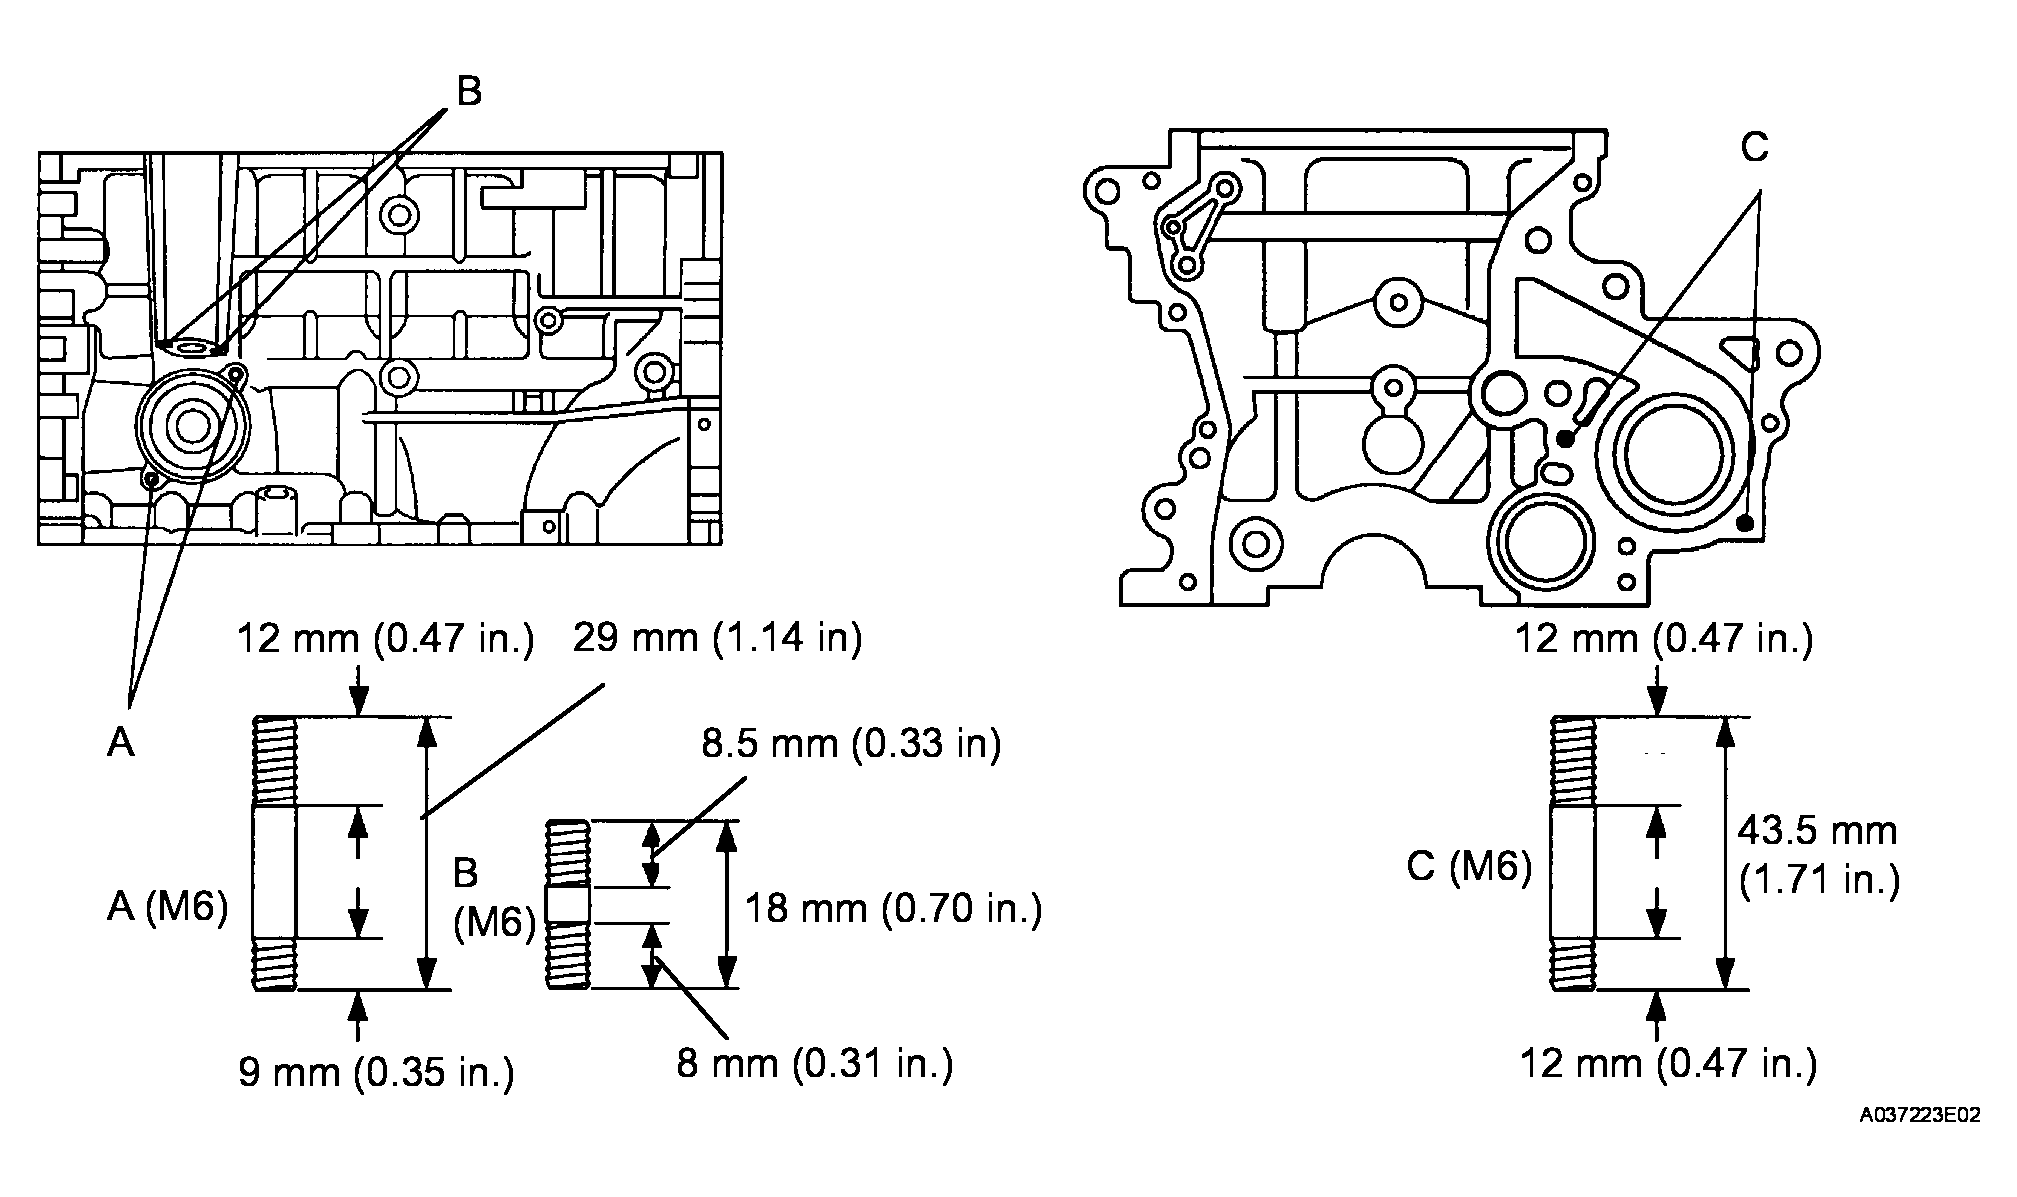 B
C
12 mm (0.47 in.)
29 mm (1.14 in)
12 mm (0.47 in.)
A
8.5 mm (0.33 in)
43.5 mm
(1.71 in.)
C (M6)
B
(M6)
A (M6)
18 mm (0.70 in.)
9 mm (0.35 in.)
8 mm (0.31 in.)
12 mm (0.47 in.)
A037223E02